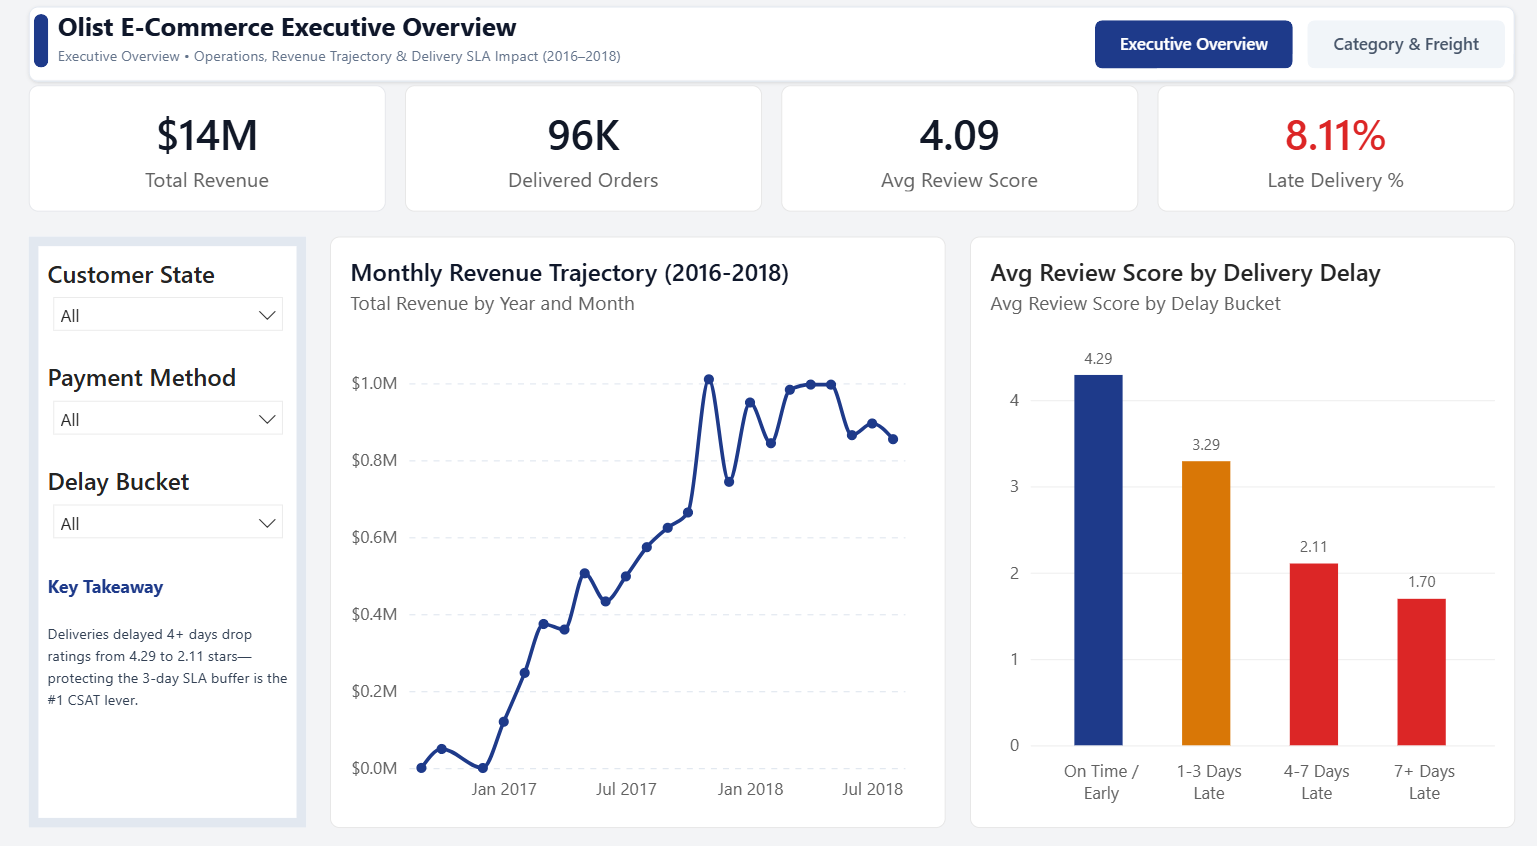 Olist E-Commerce Executive Overview
Executive Overview • Operations, Revenue Trajectory & Delivery SLA Impact (2016–2018)
Executive Overview
Category & Freight
$14M
Total Revenue
96K
Delivered Orders
4.09
Avg Review Score
8.11%
Late Delivery %
Customer State
All
Payment Method
All
Delay Bucket
All
Key Takeaway
Deliveries delayed 4+ days drop
ratings from 4.29 to 2.11 stars—
protecting the 3-day SLA buffer is the
#1 CSAT lever.
Monthly Revenue Trajectory (2016-2018)
Total Revenue by Year and Month
$1.0M
$0.8M
$0.6M
$0.4M
$0.2M
$0.0M
Jan 2017
Jul 2017
Jan 2018
Jul 2018
Avg Review Score by Delivery Delay
Avg Review Score by Delay Bucket
4
3
2
1
0
4.29
3.29
2.11
1.70
On Time /
Early
1-3 Days
Late
4-7 Days
Late
7+ Days
Late